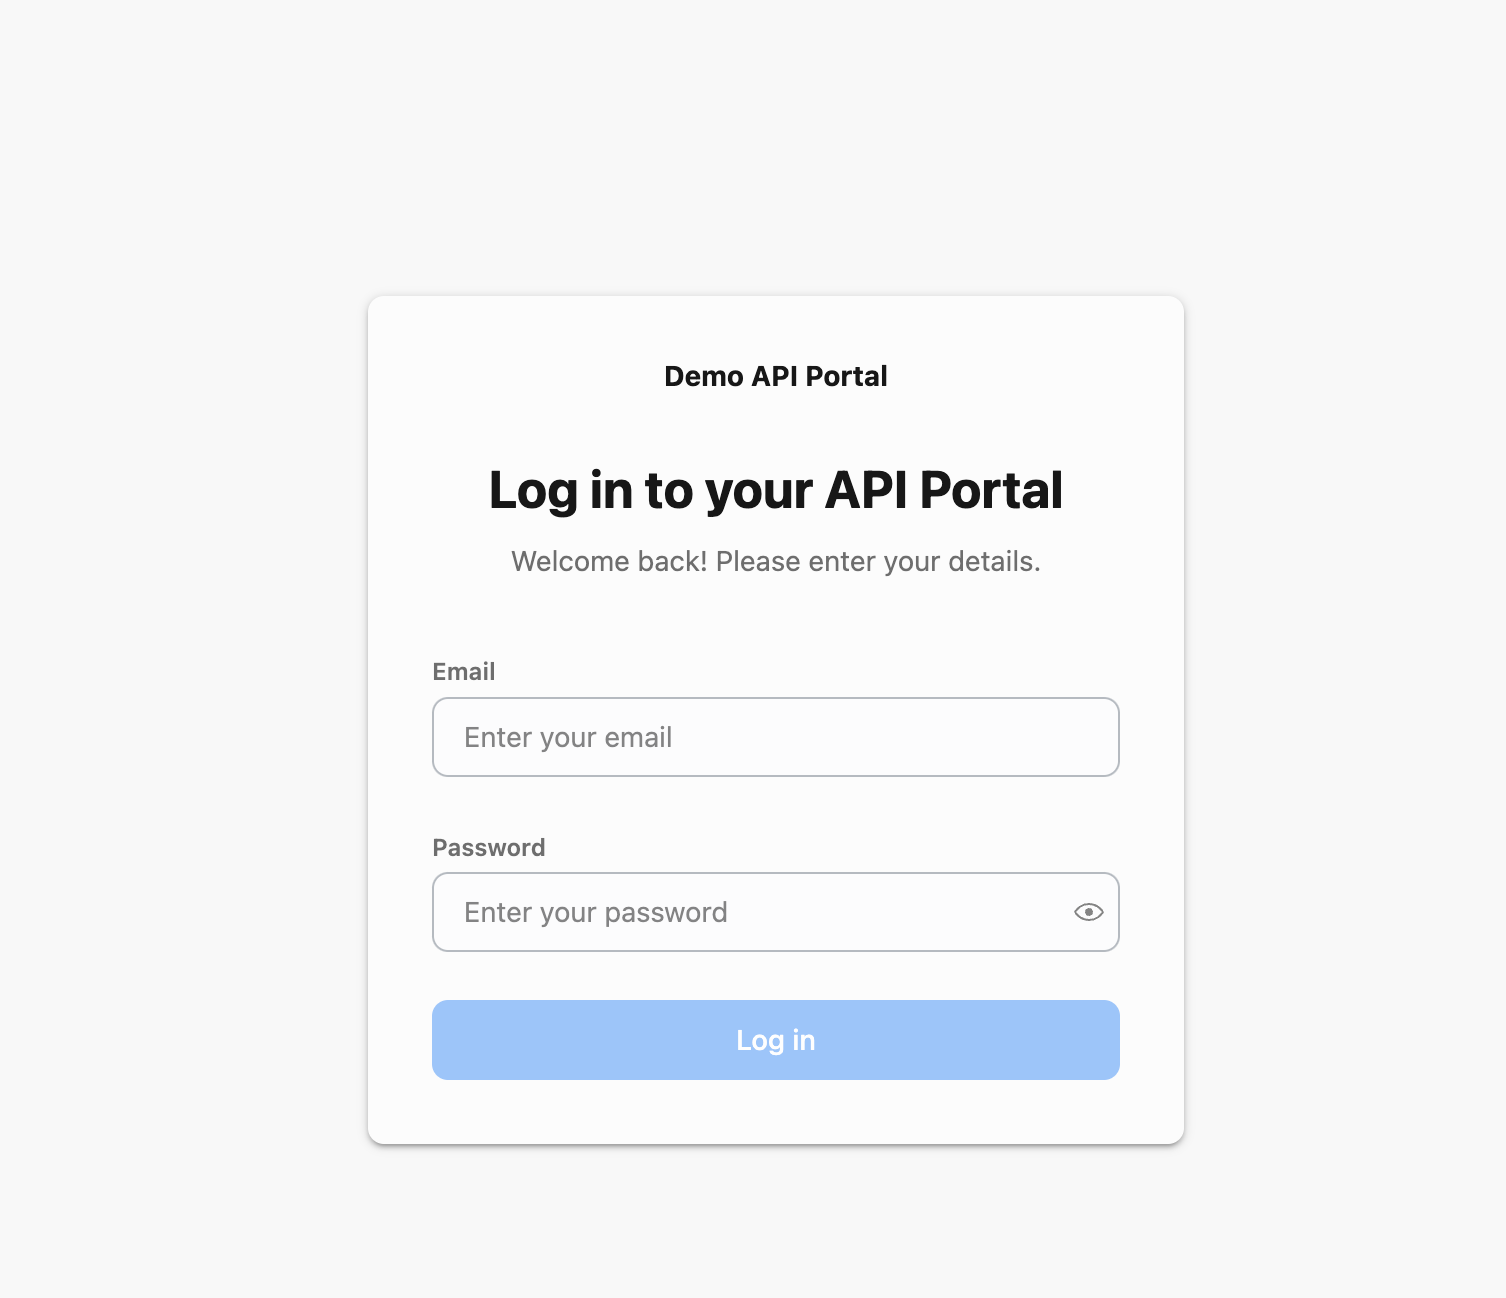 Demo API Portal
Log in to your API Portal
Welcome back! Please enter your details.
Email
Enter your email
Password
Enter your password
Log in